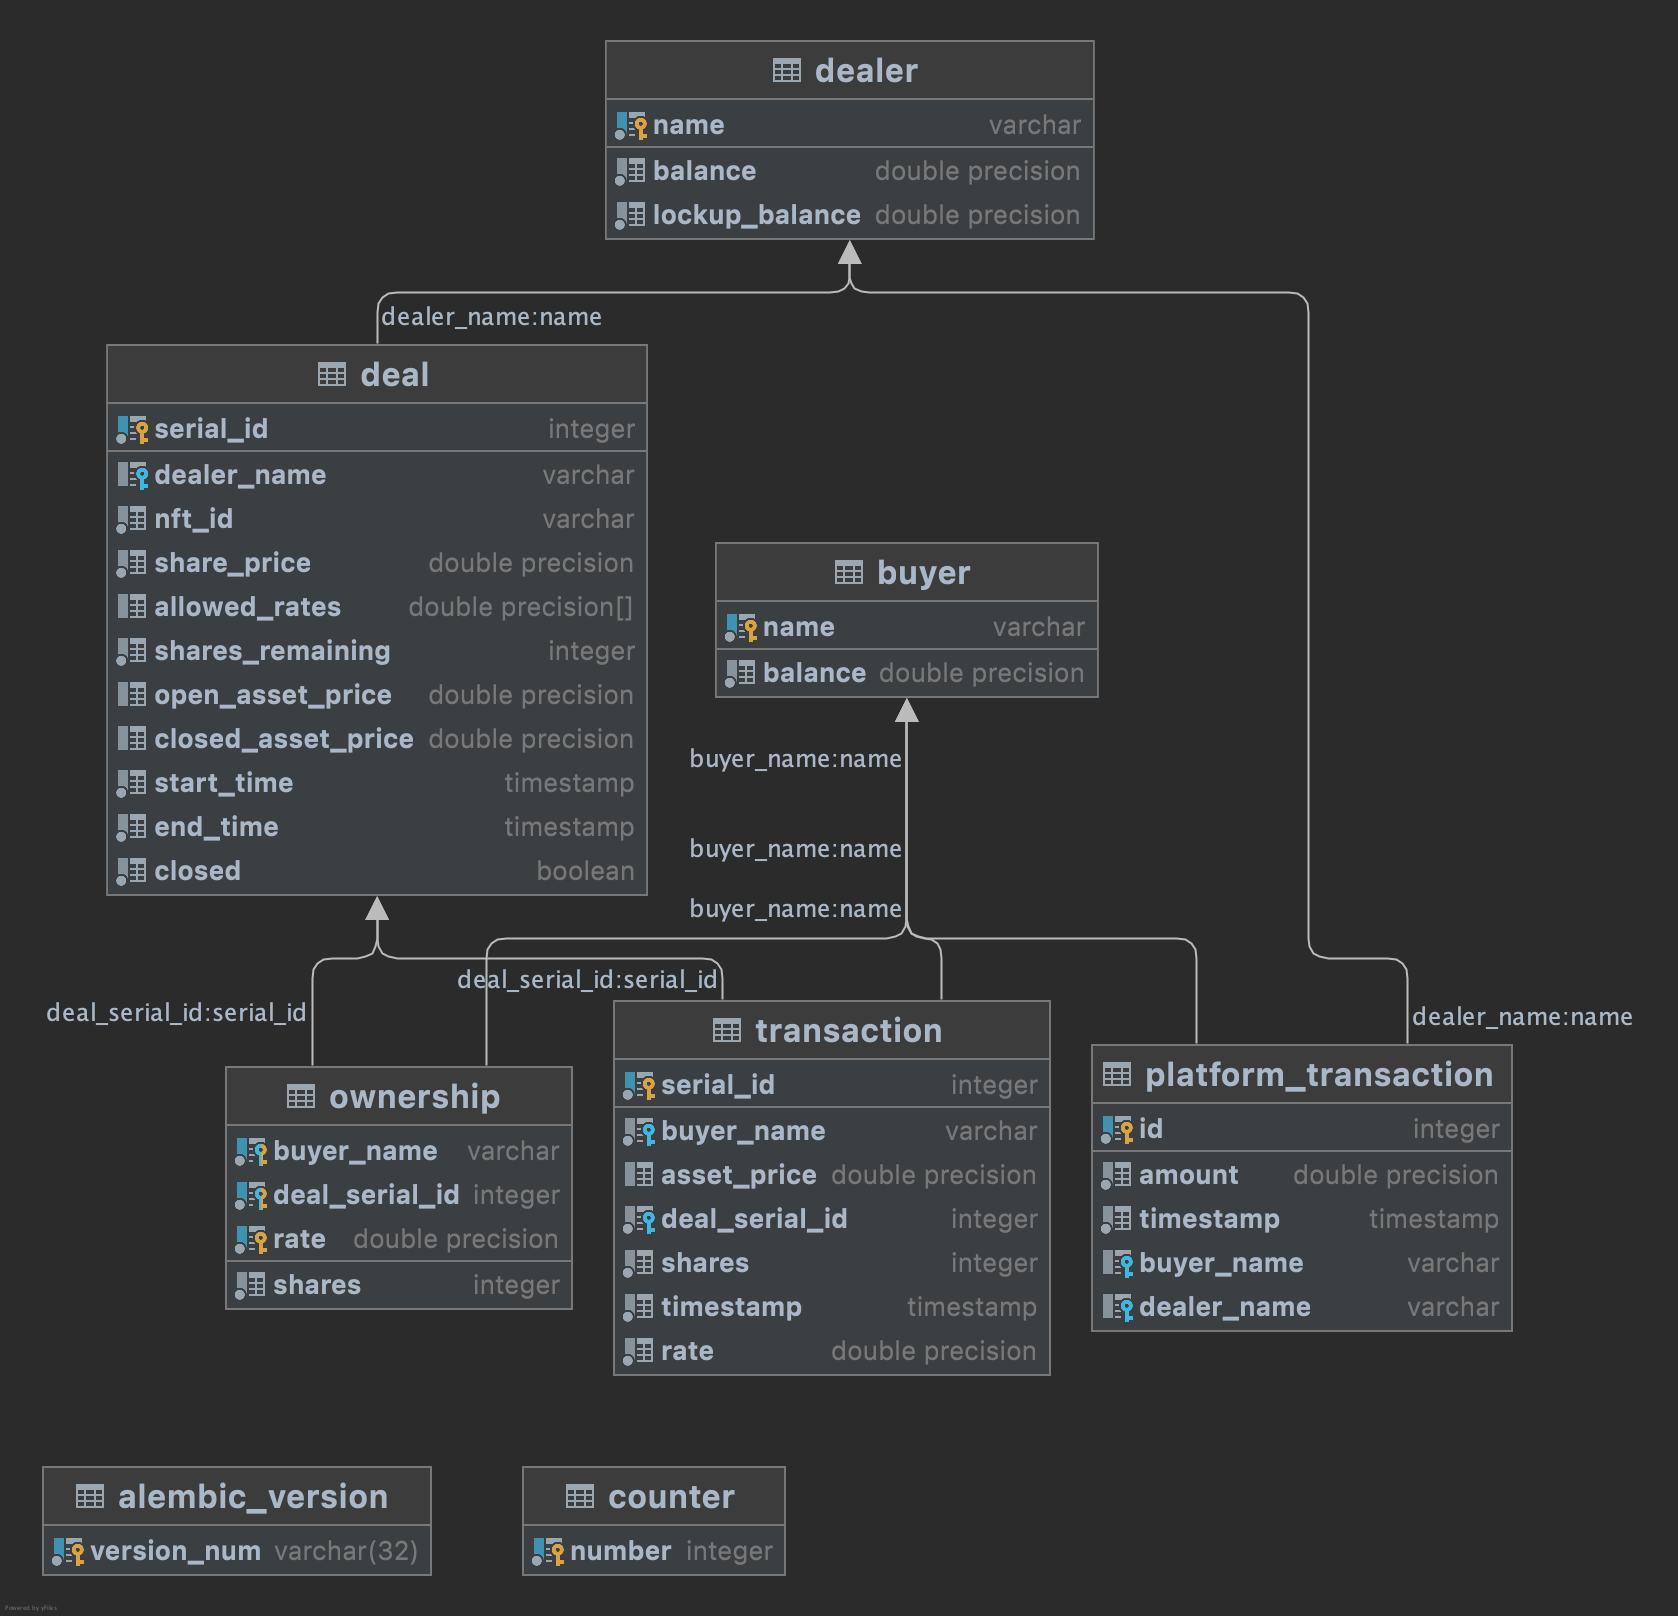 dealer
name varchar
balance double precision
lockup_balance double precision
dealer_name:name
deal
serial_id integer
dealer_name varchar
nft_id varchar
share_price double precision
allowed_rates double precision[]
shares_remaining integer
open_asset_price double precision
closed_asset_price double precision
start_time timestamp
end_time timestamp
closed boolean
buyer
name varchar
balance double precision
buyer_name:name
buyer_name:name
buyer_name:name
deal_serial_id:serial_id
deal_serial_id:serial_id
dealer_name:name
ownership
buyer_name varchar
deal_serial_id integer
rate double precision
shares integer
transaction
serial_id integer
buyer_name varchar
asset_price double precision
deal_serial_id integer
shares integer
timestamp timestamp
rate double precision
platform_transaction
id integer
amount double precision
timestamp timestamp
buyer_name varchar
dealer_name varchar
alembic_version
version_num varchar(32)
counter
number integer
Powered by yFiles